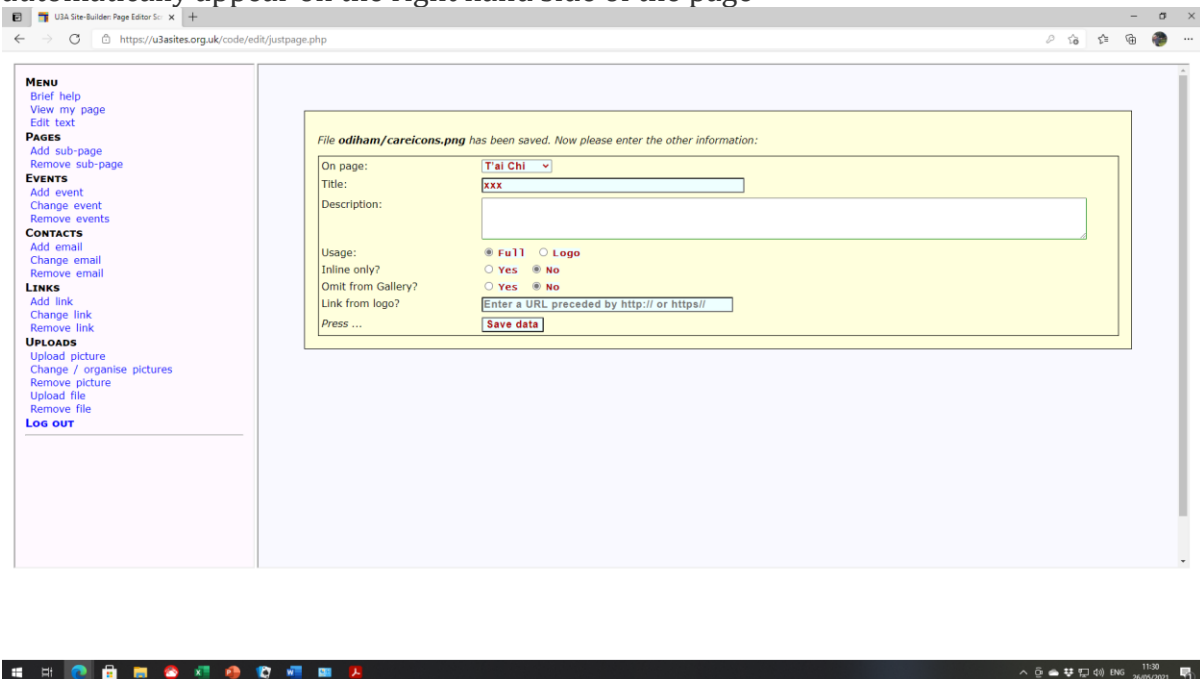 automatically appear on the right hand side of the page
U3A Site-Builder: Page Editor Scr
https://u3asites.org.uk/code/edit/justpage.php
MENU
Brief help
View my page
Edit text
PAGES
Add sub-page
Remove sub-page
EVENTS
Add event
Change event
Remove events
CONTACTS
Add email
Change email
Remove email
LINKS
Add link
Change link
Remove link
UPLOADS
Upload picture
Change / organise pictures
Remove picture
Upload file
Remove file
LOG OUT
File odiham/careicons.png has been saved. Now please enter the other information:
On page: T'ai Chi
Title: xxx
Description:
Usage: Full Logo
Inline only? Yes No
Omit from Gallery? Yes No
Link from logo? Enter a URL preceded by http:// or https//
Press ... Save data
ENG
11:30
26/05/2021